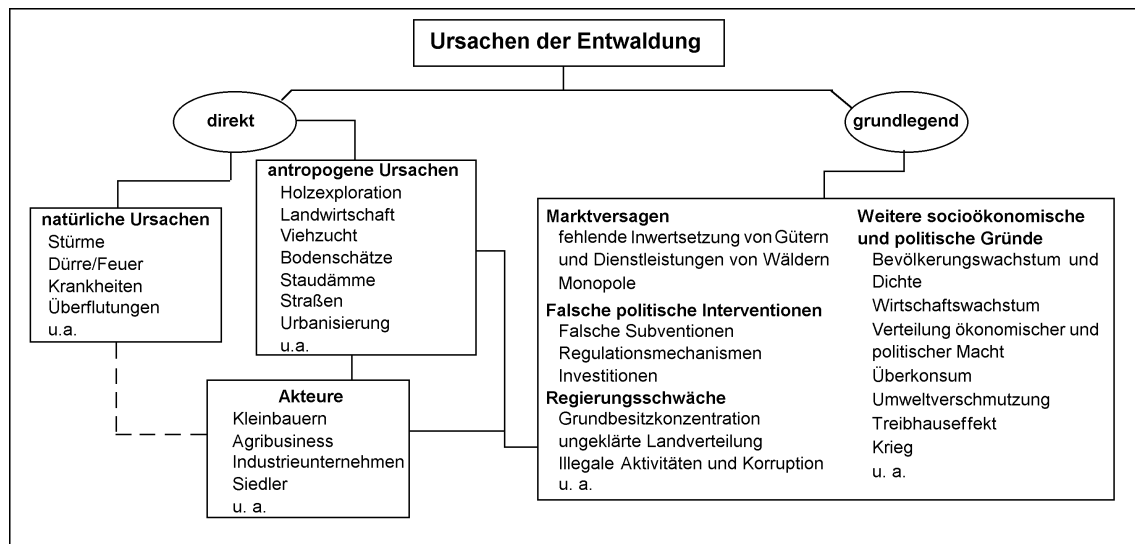 Ursachen der Entwaldung
direkt
grundlegend
natürliche Ursachen
Stürme
Dürre/Feuer
Krankheiten
Überflutungen
u.a.
antropogene Ursachen
Holzexploration
Landwirtschaft
Viehzucht
Bodenschätze
Staudämme
Straßen
Urbanisierung
u.a.
Akteure
Kleinbauern
Agribusiness
Industrieunternehmen
Siedler
u. a.
Marktversagen
fehlende Inwertsetzung von Gütern
und Dienstleistungen von Wäldern
Monopole
Falsche politische Interventionen
Falsche Subventionen
Regulationsmechanismen
Investitionen
Regierungsschwäche
Grundbesitzkonzentration
ungeklärte Landverteilung
Illegale Aktivitäten und Korruption
u. a.
Weitere socioökonomische
und politische Gründe
Bevölkerungswachstum und
Dichte
Wirtschaftswachstum
Verteilung ökonomischer und
politischer Macht
Überkonsum
Umweltverschmutzung
Treibhauseffekt
Krieg
u. a.